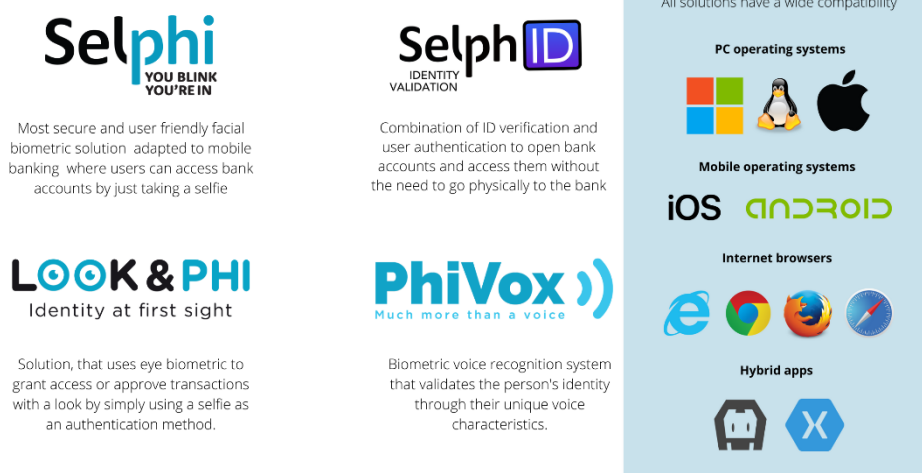 Selphi
YOU BLINK
YOU'RE IN
Most secure and user friendly facial
biometric solution adapted to mobile
banking where users can access bank
accounts by just taking a selfie
SelphID
IDENTITY
VALIDATION
Combination of ID verification and
user authentication to open bank
accounts and access them without
the need to go physically to the bank
LOOK & PHI
Identity at first sight
Solution, that uses eye biometric to
grant access or approve transactions
with a look by simply using a selfie as
an authentication method.
PhiVox
Much more than a voice
Biometric voice recognition system
that validates the person's identity
through their unique voice
characteristics.
All solutions have a wide compatibility
PC operating systems
Mobile operating systems
iOS ANDROID
Internet browsers
Hybrid apps
X